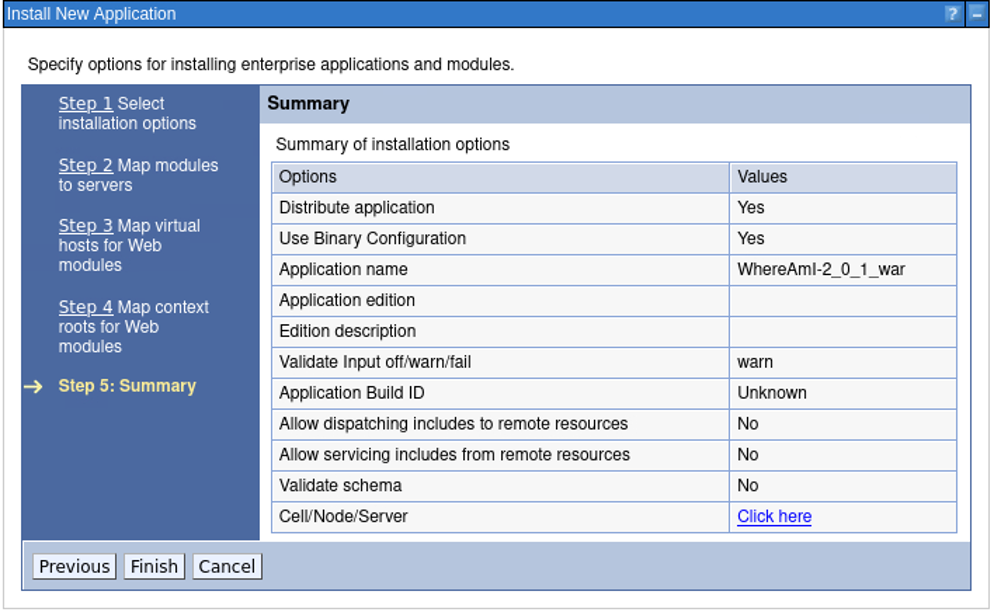 Install New Application
? –
Specify options for installing enterprise applications and modules.
Step 1 Select
installation options
Step 2 Map modules
to servers
Step 3 Map virtual
hosts for Web
modules
Step 4 Map context
roots for Web
modules
Step 5: Summary
Summary
Summary of installation options
Options Values
Distribute application Yes
Use Binary Configuration Yes
Application name WhereAmI-2_0_1_war
Application edition
Edition description
Validate Input off/warn/fail warn
Application Build ID Unknown
Allow dispatching includes to remote resources No
Allow servicing includes from remote resources No
Validate schema No
Cell/Node/Server Click here
Previous Finish Cancel